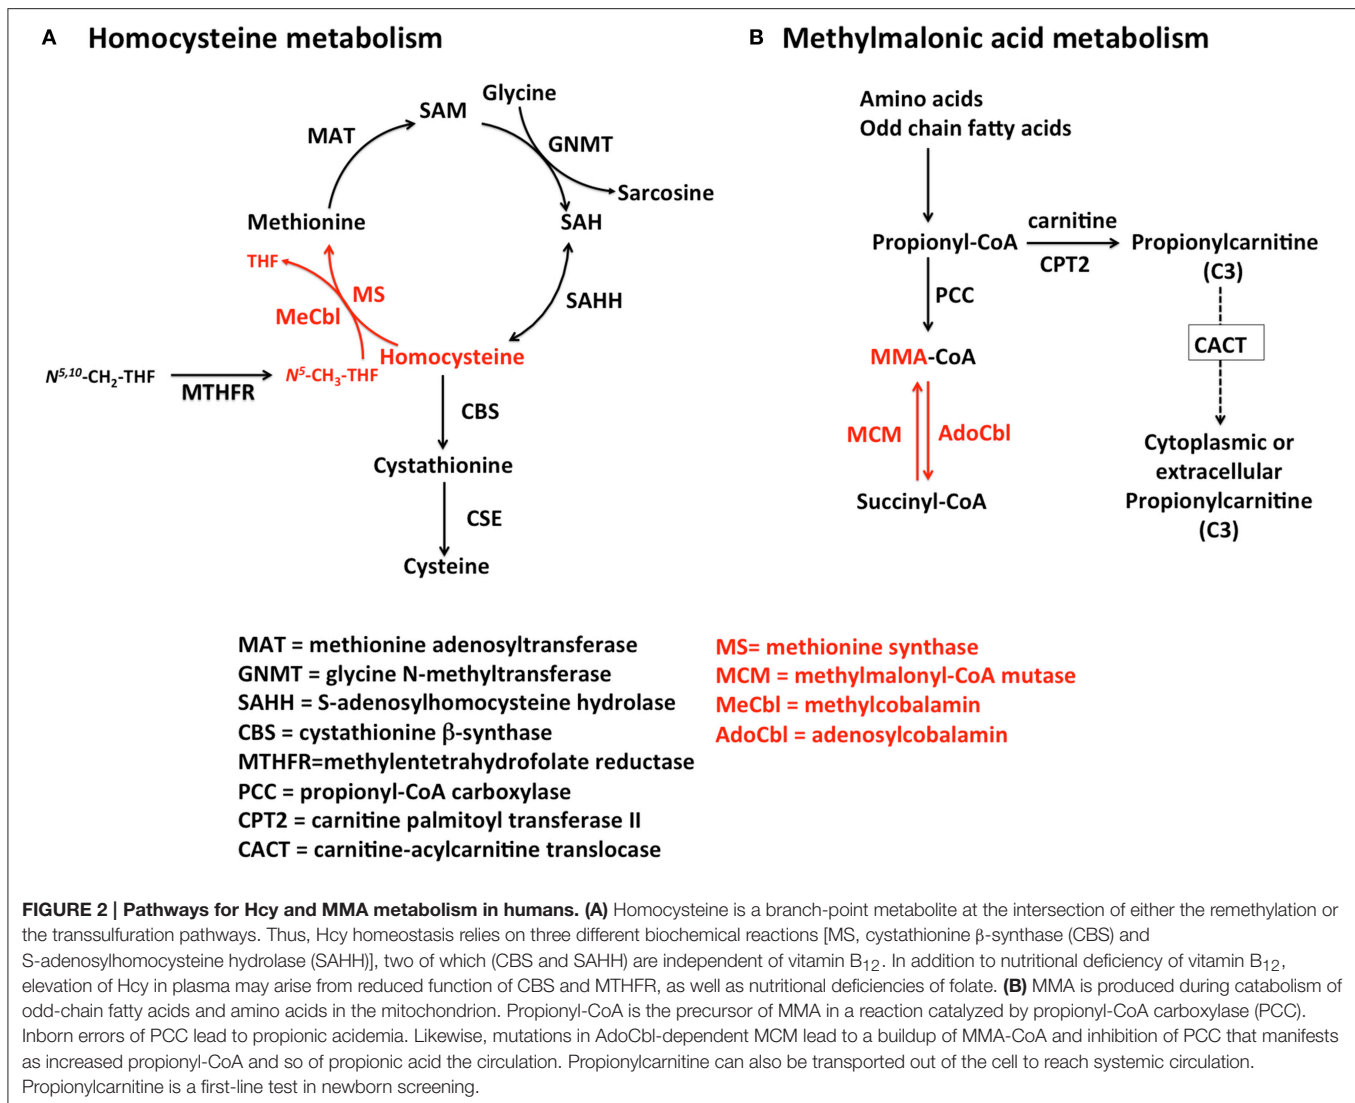 A Homocysteine metabolism
Glycine
SAM
MAT
GNMT
Sarcosine
Methionine
SAH
THF
MS
MeCbl
SAHH
Homocysteine
N5,10-CH2-THF
MTHFR
N5-CH3-THF
CBS
Cystathionine
CSE
Cysteine
B Methylmalonic acid metabolism
Amino acids
Odd chain fatty acids
Propionyl-CoA
carnitine
CPT2
Propionylcarnitine
(C3)
PCC
CACT
MMA-CoA
MCM
AdoCbl
Succinyl-CoA
Cytoplasmic or
extracellular
Propionylcarnitine
(C3)
MAT = methionine adenosyltransferase
GNMT = glycine N-methyltransferase
SAHH = S-adenosylhomocysteine hydrolase
CBS = cystathionine β-synthase
MTHFR=methylentetrahydrofolate reductase
PCC = propionyl-CoA carboxylase
CPT2 = carnitine palmitoyl transferase II
CACT = carnitine-acylcarnitine translocase
MS= methionine synthase
MCM = methylmalonyl-CoA mutase
MeCbl = methylcobalamin
AdoCbl = adenosylcobalamin
FIGURE 2 | Pathways for Hcy and MMA metabolism in humans. (A) Homocysteine is a branch-point metabolite at the intersection of either the remethylation or
the transsulfuration pathways. Thus, Hcy homeostasis relies on three different biochemical reactions [MS, cystathionine β-synthase (CBS) and
S-adenosylhomocysteine hydrolase (SAHH)], two of which (CBS and SAHH) are independent of vitamin B12. In addition to nutritional deficiency of vitamin B12,
elevation of Hcy in plasma may arise from reduced function of CBS and MTHFR, as well as nutritional deficiencies of folate. (B) MMA is produced during catabolism of
odd-chain fatty acids and amino acids in the mitochondrion. Propionyl-CoA is the precursor of MMA in a reaction catalyzed by propionyl-CoA carboxylase (PCC).
Inborn errors of PCC lead to propionic acidemia. Likewise, mutations in AdoCbl-dependent MCM lead to a buildup of MMA-CoA and inhibition of PCC that manifests
as increased propionyl-CoA and so of propionic acid the circulation. Propionylcarnitine can also be transported out of the cell to reach systemic circulation.
Propionylcarnitine is a first-line test in newborn screening.